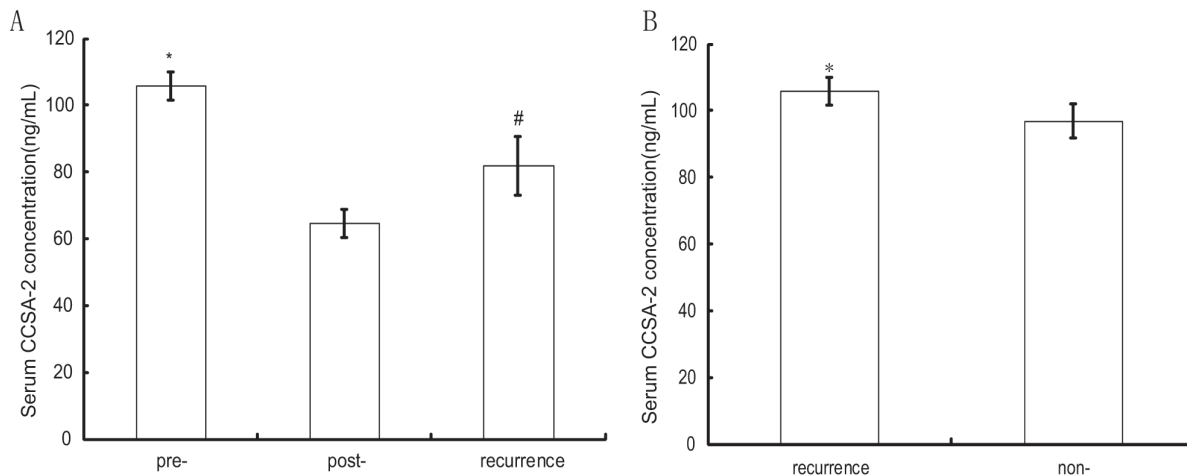 A
Serum CCSA-2 concentration(ng/mL)
120
100
80
60
40
20
0
*
#
pre-
post-
recurrence
B
Serum CCSA-2 concentration(ng/mL)
120
100
80
60
40
20
0
*
recurrence
non-